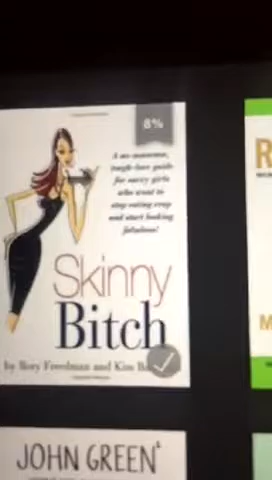 8%
A no-nonsense,
tough-love guide
for savvy girls
who want to
stop eating crap
and start looking
fabulous!
Skinny
Bitch
by Rory Freedman and Kim
R
M
JOHN GREEN